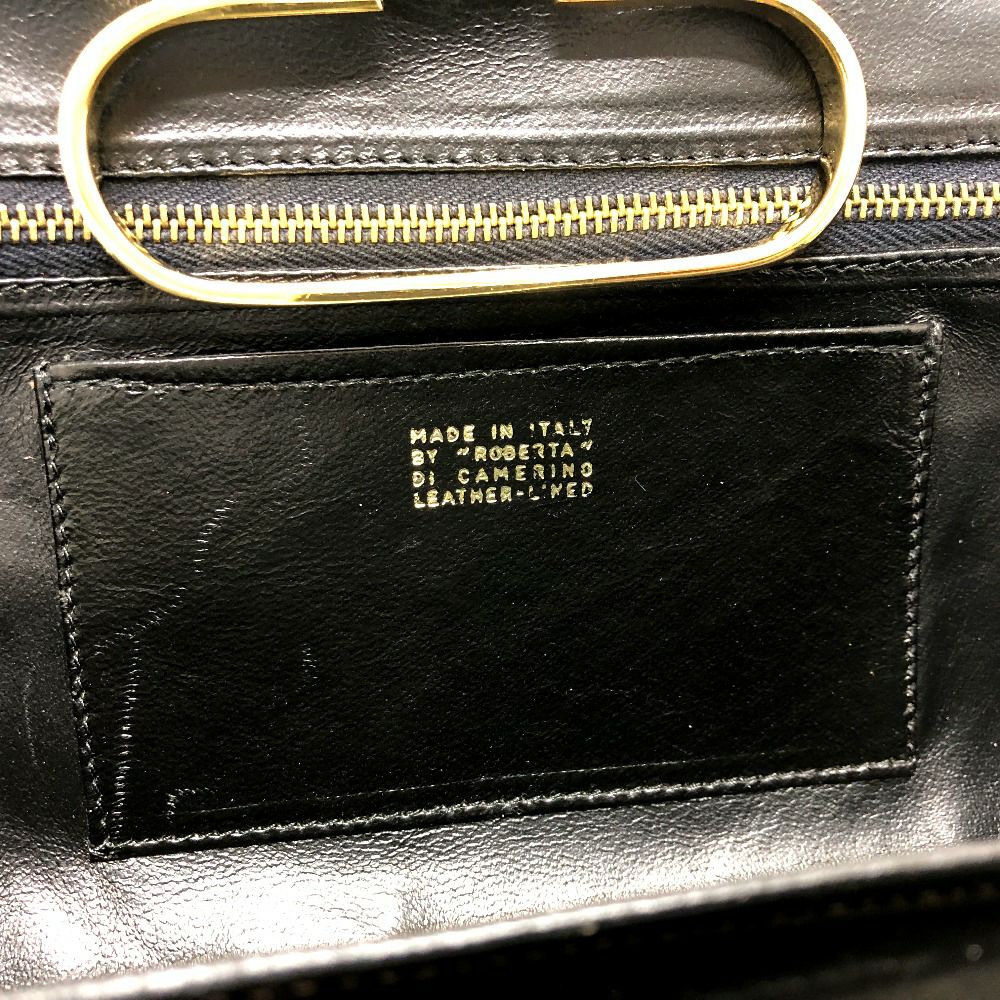 MADE IN ITALY
BY "ROBERTA"
DI CAMERINO
LEATHER-LINED